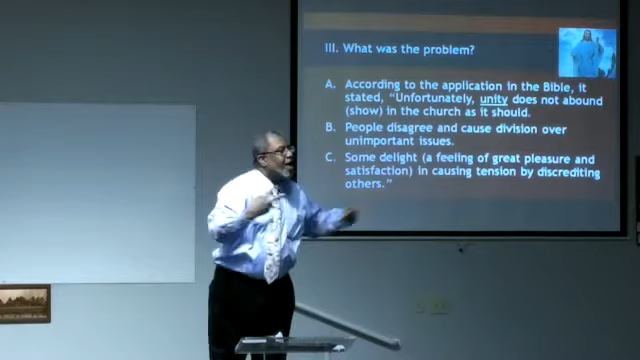 III. What was the problem?
A. According to the application in the Bible, it
stated, "Unfortunately, unity does not abound
(show) in the church as it should.
B. People disagree and cause division over
unimportant issues.
C. Some delight (a feeling of great pleasure and
satisfaction) in causing tension by discrediting
others."